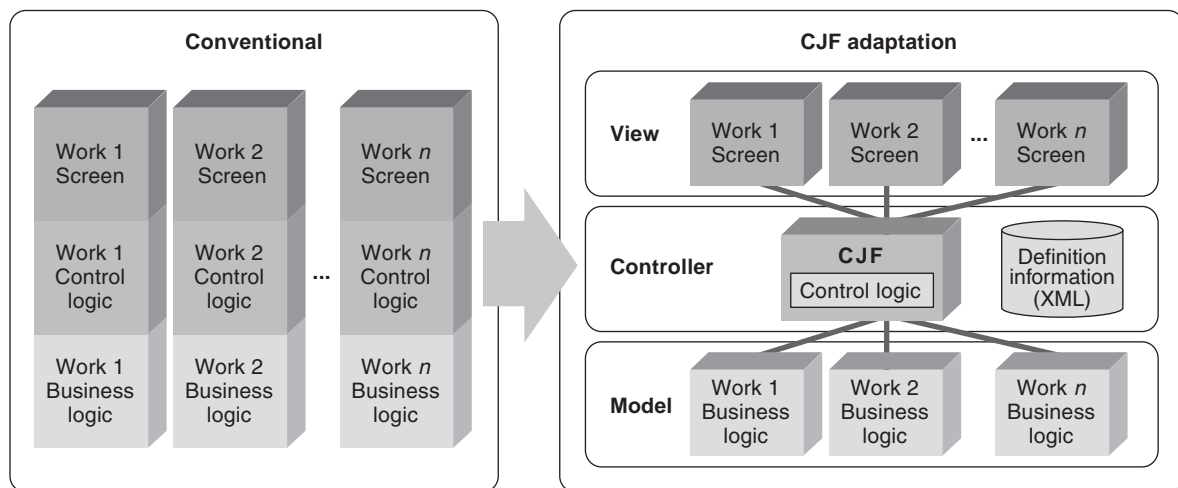 Conventional
Work 1
Screen
Work 2
Screen
Work n
Screen
Work 1
Control
logic
Work 2
Control
logic
...
Work n
Control
logic
Work 1
Business
logic
Work 2
Business
logic
Work n
Business
logic
CJF adaptation
View
Work 1
Screen
Work 2
Screen
...
Work n
Screen
Controller
CJF
Control logic
Definition
information
(XML)
Model
Work 1
Business
logic
Work 2
Business
logic
Work n
Business
logic